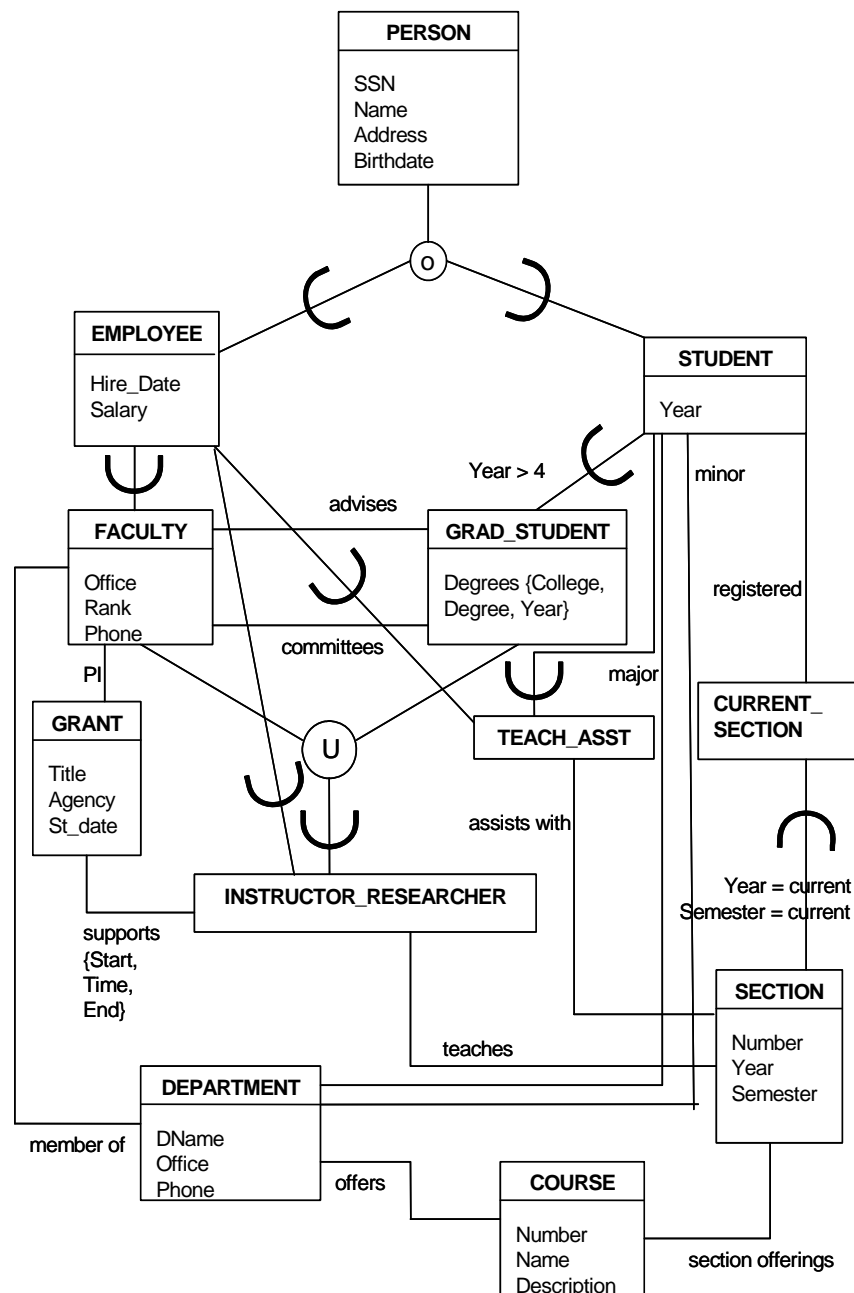 PERSON
SSN
Name
Address
Birthdate
o
EMPLOYEE
Hire_Date
Salary
STUDENT
Year
Year > 4
minor
advises
FACULTY
Office
Rank
Phone
GRAD_STUDENT
Degrees {College,
Degree, Year}
registered
committees
major
PI
GRANT
Title
Agency
St_date
U
TEACH_ASST
CURRENT_
SECTION
assists with
INSTRUCTOR_RESEARCHER
Year = current
Semester = current
supports
{Start,
Time,
End}
teaches
SECTION
Number
Year
Semester
DEPARTMENT
DName
Office
Phone
member of
offers
COURSE
Number
Name
Description
section offerings